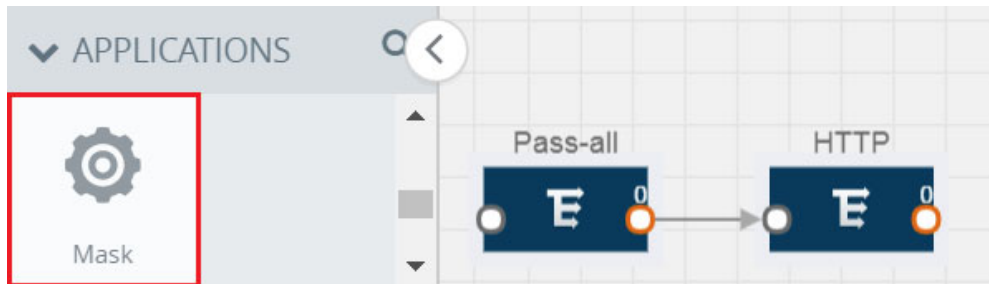 APPLICATIONS
Mask
Pass-all
0
HTTP
0